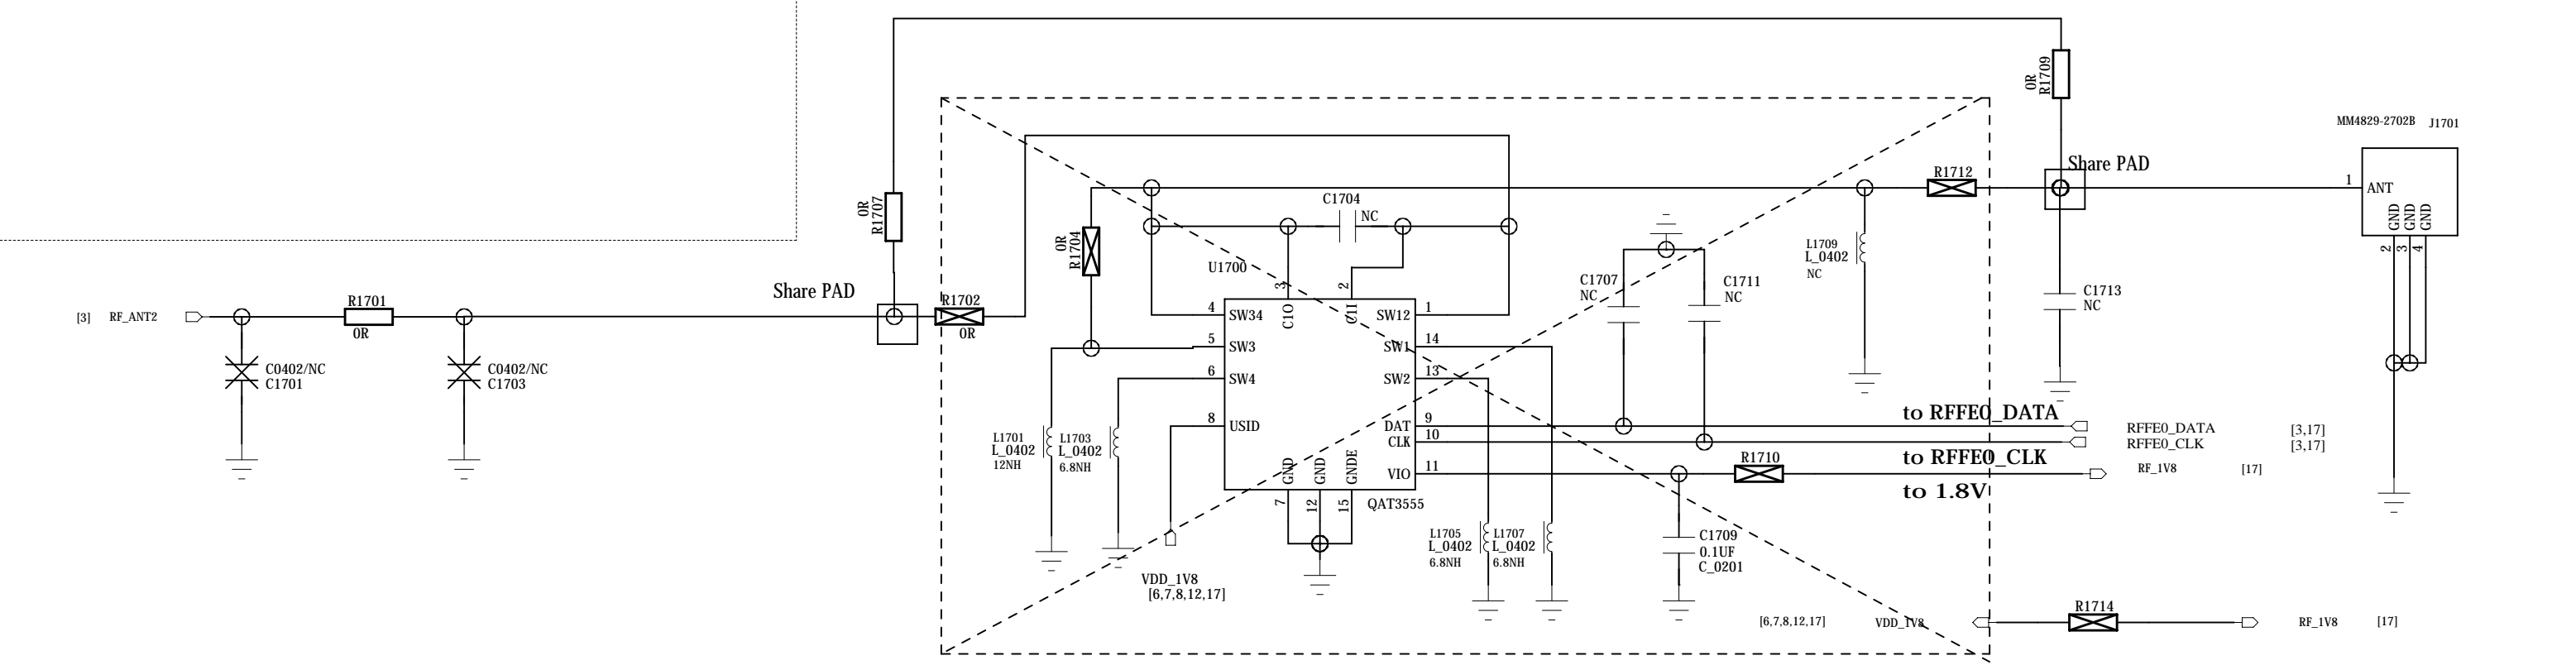 0R
R1709
MM4829-2702B J1701
Share PAD
R1712
1 ANT
GND
GND
GND
2
3
4
0R
R1707
C1704
NC
0R
R1704
U1700
3
2
C1O
C1I
C1707
NC
C1711
NC
L1709
L_0402
NC
C1713
NC
Share PAD
[3] RF_ANT2
R1701
0R
R1702
0R
4 SW34
SW12 1
5 SW3
SW1 14
6 SW4
SW2 13
8 USID
DAT 9
CLK 10
VIO 11
C0402/NC
C1701
C0402/NC
C1703
to RFFE0_DATA
RFFE0_DATA [3,17]
RFFE0_CLK [3,17]
to RFFE0_CLK
R1710
RF_1V8 [17]
to 1.8V
L1701
L_0402
12NH
L1703
L_0402
6.8NH
GND
GND
GNDE
7
12
15
QAT3555
L1705
L_0402
6.8NH
L1707
L_0402
6.8NH
C1709
0.1UF
C_0201
VDD_1V8
[6,7,8,12,17]
R1714
[6,7,8,12,17] VDD_1V8
RF_1V8 [17]